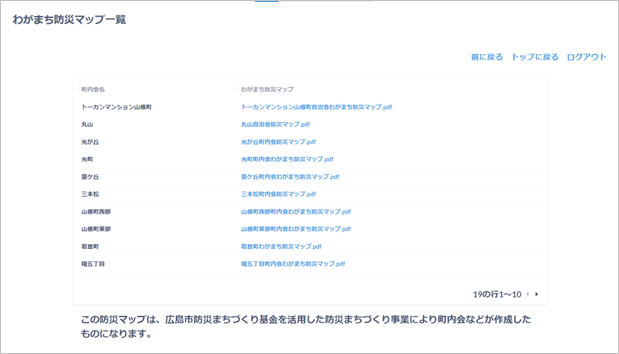 わがまち防災マップ一覧
前に戻る トップに戻る ログアウト
町内会名 わがまち防災マップ
トーカンマンション山根町 トーカンマンション山根町自治会わがまち防災マップ.pdf
丸山 丸山自治会防災マップ.pdf
光が丘 光が丘町内会防災マップ.pdf
光町 光町町内会わがまち防災マップ.pdf
泉ケ丘 泉ケ丘町内会わがまち防災マップ.pdf
三本松 三本松町内会防災マップ.pdf
山根町西部 山根町西部町内会わがまち防災マップ.pdf
山根町東部 山根町東部町内会わがまち防災マップ.pdf
若草町 若草町わがまち防災マップ.pdf
曙五丁目 曙五丁目町内会わがまち防災マップ.pdf
19の行1〜10
この防災マップは、広島市防災まちづくり基金を活用した防災まちづくり事業により町内会などが作成した
ものになります。